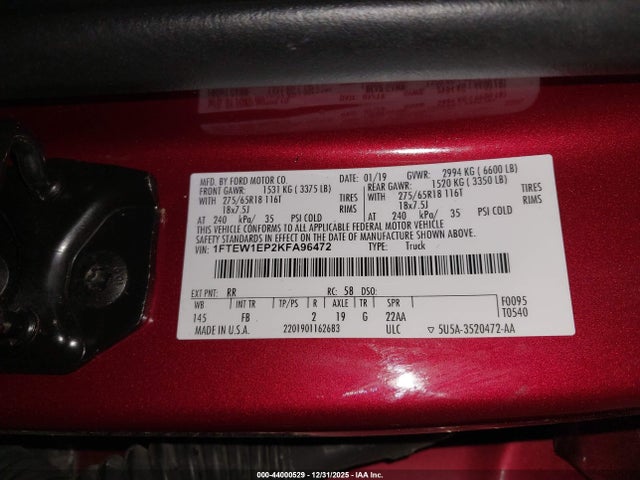 MFD. BY FORD MOTOR CO. DATE: 01/19 GVWR: 2994 KG ( 6600 LB)
FRONT GAWR: 1531 KG ( 3375 LB) REAR GAWR: 1520 KG ( 3350 LB)
WITH 275/65R18 116T TIRES WITH 275/65R18 116T TIRES
18x7.5J RIMS 18x7.5J RIMS
AT 240 kPa/ 35 PSI COLD AT 240 kPa/ 35 PSI COLD
THIS VEHICLE CONFORMS TO ALL APPLICABLE FEDERAL MOTOR VEHICLE
SAFETY STANDARDS IN EFFECT ON THE DATE OF MANUFACTURE SHOWN ABOVE.
VIN: 1FTEW1EP2KFA96472 TYPE: Truck
EXT PNT: RR RC: 58 DSO: F0095
WB INT TR TP/PS R AXLE TR SPR T0540
145 FB 2 19 G 22AA
MADE IN U.S.A. 2201901162683 ULC ▽ 5U5A-3520472-AA
000-44000529 • 12/31/2025 • IAA Inc.